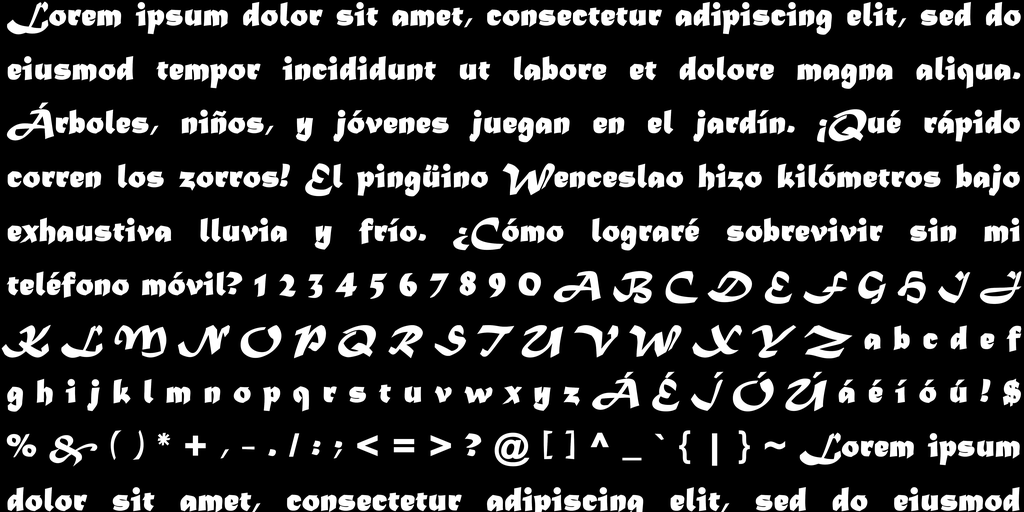 Lorem ipsum dolor sit amet, consectetur adipiscing elit, sed do
eiusmod tempor incididunt ut labore et dolore magna aliqua.
Árboles, niños, y jóvenes juegan en el jardín. ¡Qué rápido
corren los zorros! El pingüino Wenceslao hizo kilómetros bajo
exhaustiva lluvia y frío. ¿Cómo lograré sobrevivir sin mi
teléfono móvil? 1 2 3 4 5 6 7 8 9 0 A B C D E F G H I J
K L M N O P Q R S T U V W X Y Z a b c d e f
g h i j k l m n o p q r s t u v w x y z Á É Í Ó Ú á é í ó ú ! $
% & ( ) * + , - . / : ; < = > ? @ [ ] ^ _ ` { | } ~ Lorem ipsum
dolor sit amet, consectetur adipiscing elit, sed do eiusmod